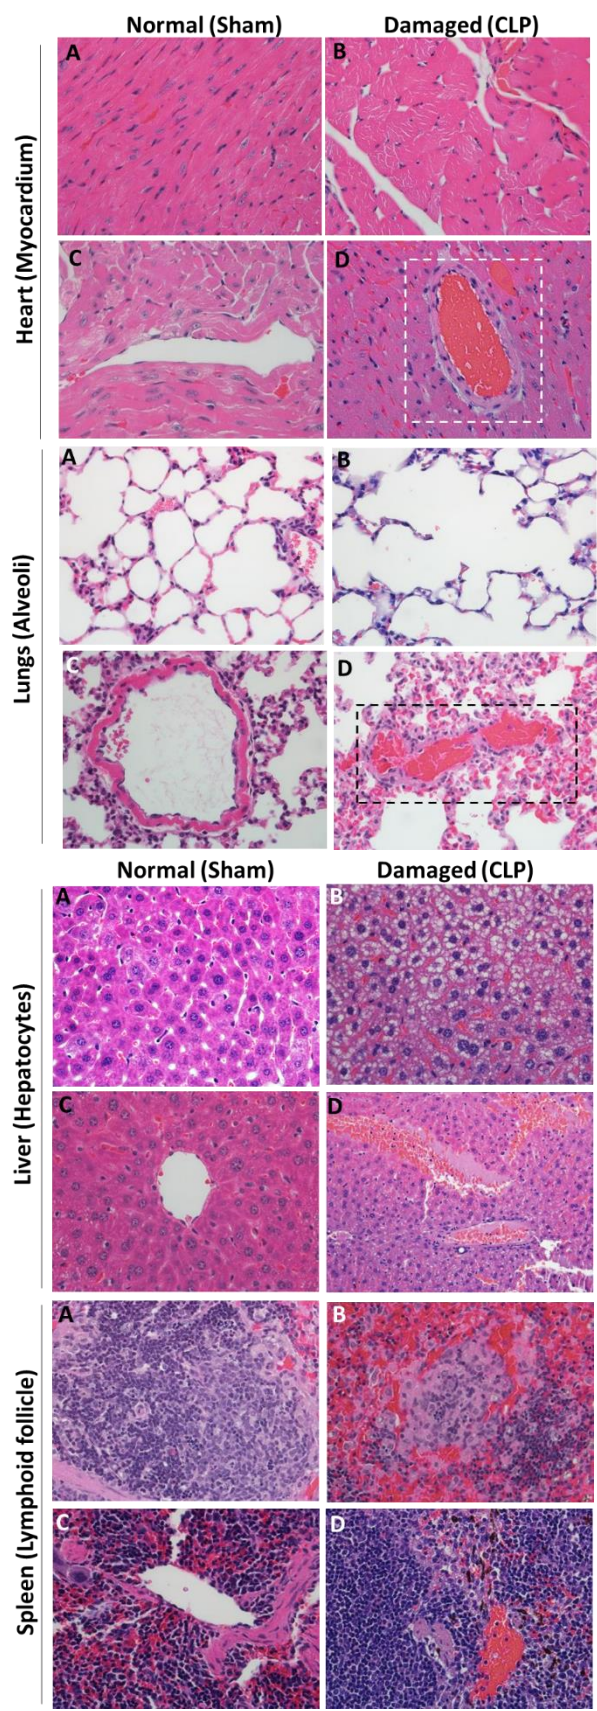 Normal (Sham)
Damaged (CLP)
Heart (Myocardium)
A
B
C
D
Lungs (Alveoli)
A
B
C
D
Normal (Sham)
Damaged (CLP)
Liver (Hepatocytes)
A
B
C
D
Spleen (Lymphoid follicle)
A
B
C
D